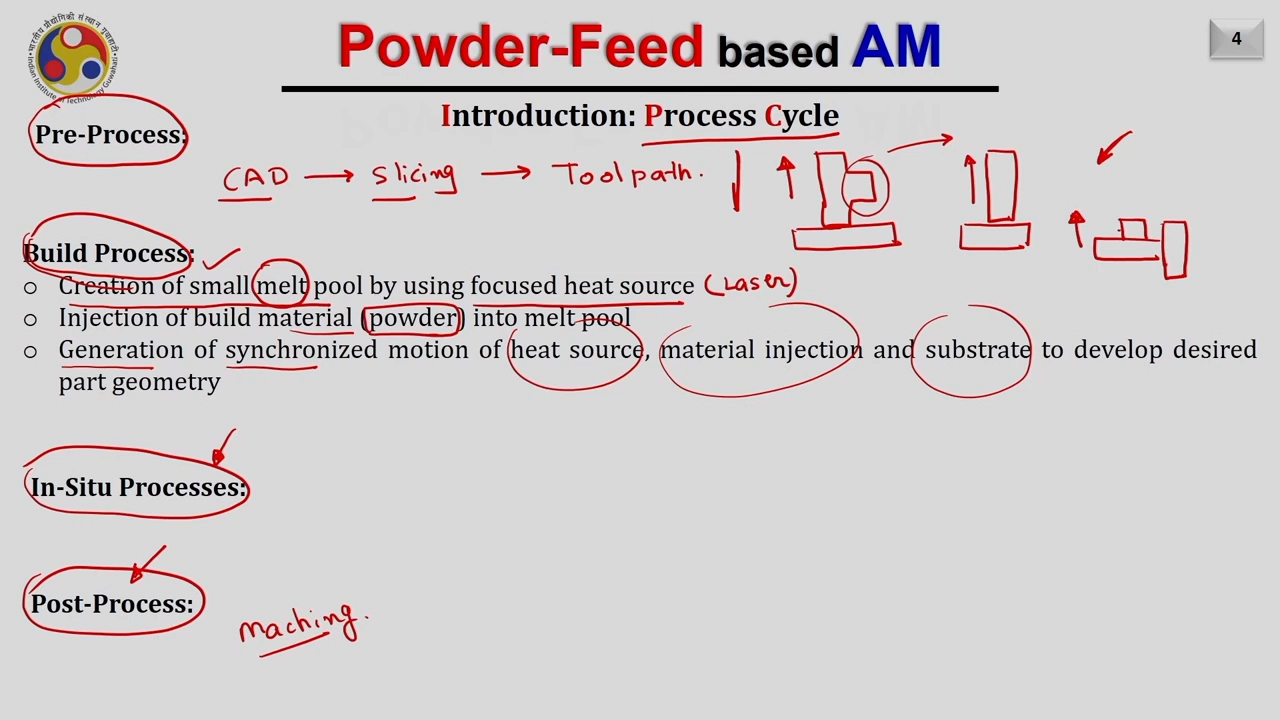 Powder-Feed based AM
4
Introduction: Process Cycle
Pre-Process:
CAD → Slicing → Toolpath.
Build Process:
Creation of small melt pool by using focused heat source (Laser)
Injection of build material (powder) into melt pool
Generation of synchronized motion of heat source, material injection and substrate to develop desired
part geometry
In-Situ Processes:
Post-Process:
Maching.